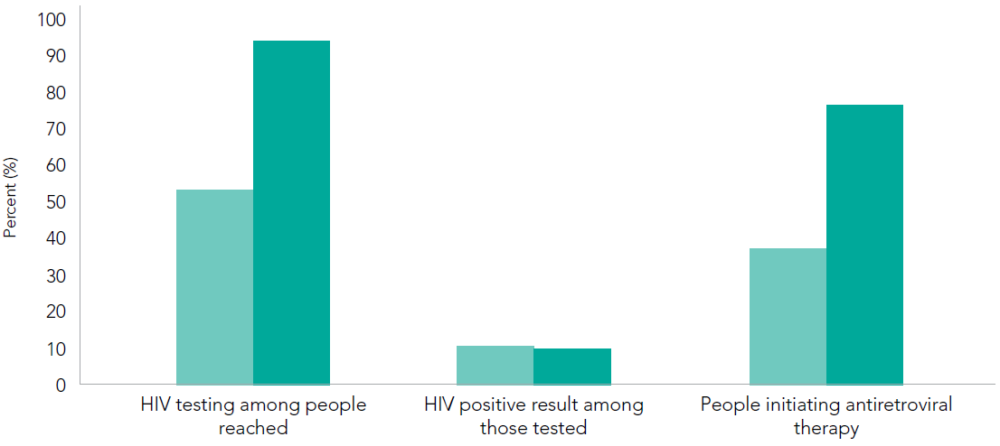 100
90
80
70
60
50
40
30
20
10
0
Percent (%)
HIV testing among people
reached
HIV positive result among
those tested
People initiating antiretroviral
therapy